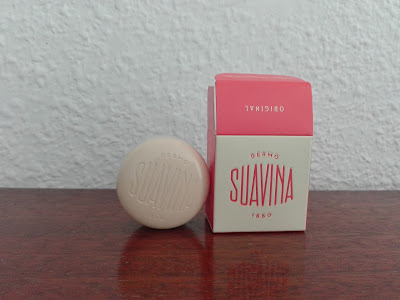 DERMO
SUAVINA
ORIGINAL
DERMO
SUAVINA
1880